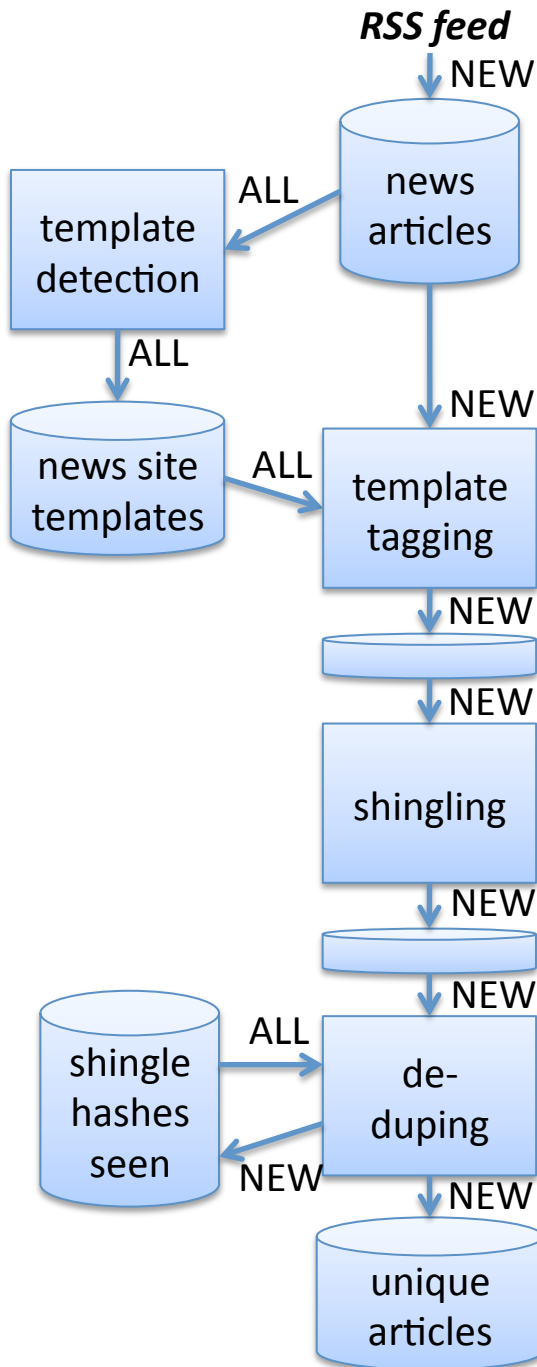 RSS feed
NEW
news
articles
ALL
template
detection
ALL
NEW
news site
templates
ALL
template
tagging
NEW
NEW
shingling
NEW
NEW
shingle
hashes
seen
ALL
de-
duping
NEW
NEW
unique
articles